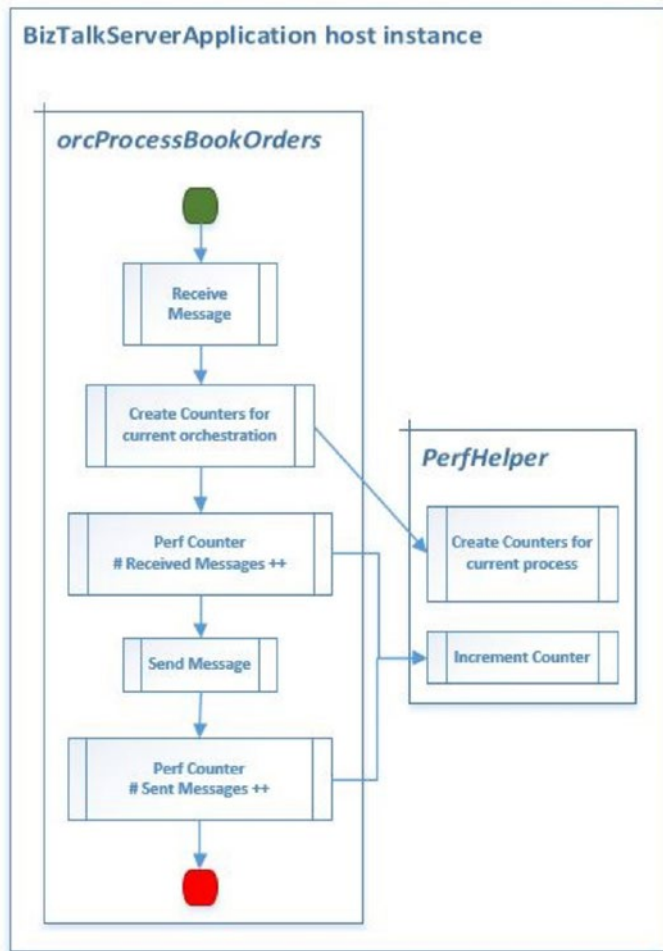 BizTalkServerApplication host instance
orcProcessBookOrders
Receive
Message
Create Counters for
current orchestration
Perf Counter
# Received Messages ++
Send Message
Perf Counter
# Sent Messages ++
PerfHelper
Create Counters for
current process
Increment Counter